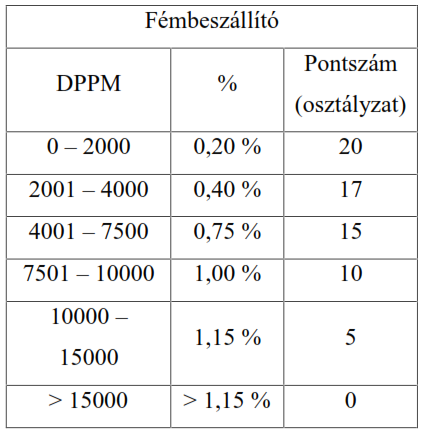 Fémbeszállító
DPPM % Pontszám
(osztályzat)
0 – 2000 0,20 % 20
2001 – 4000 0,40 % 17
4001 – 7500 0,75 % 15
7501 – 10000 1,00 % 10
10000 –
15000 1,15 % 5
> 15000 > 1,15 % 0